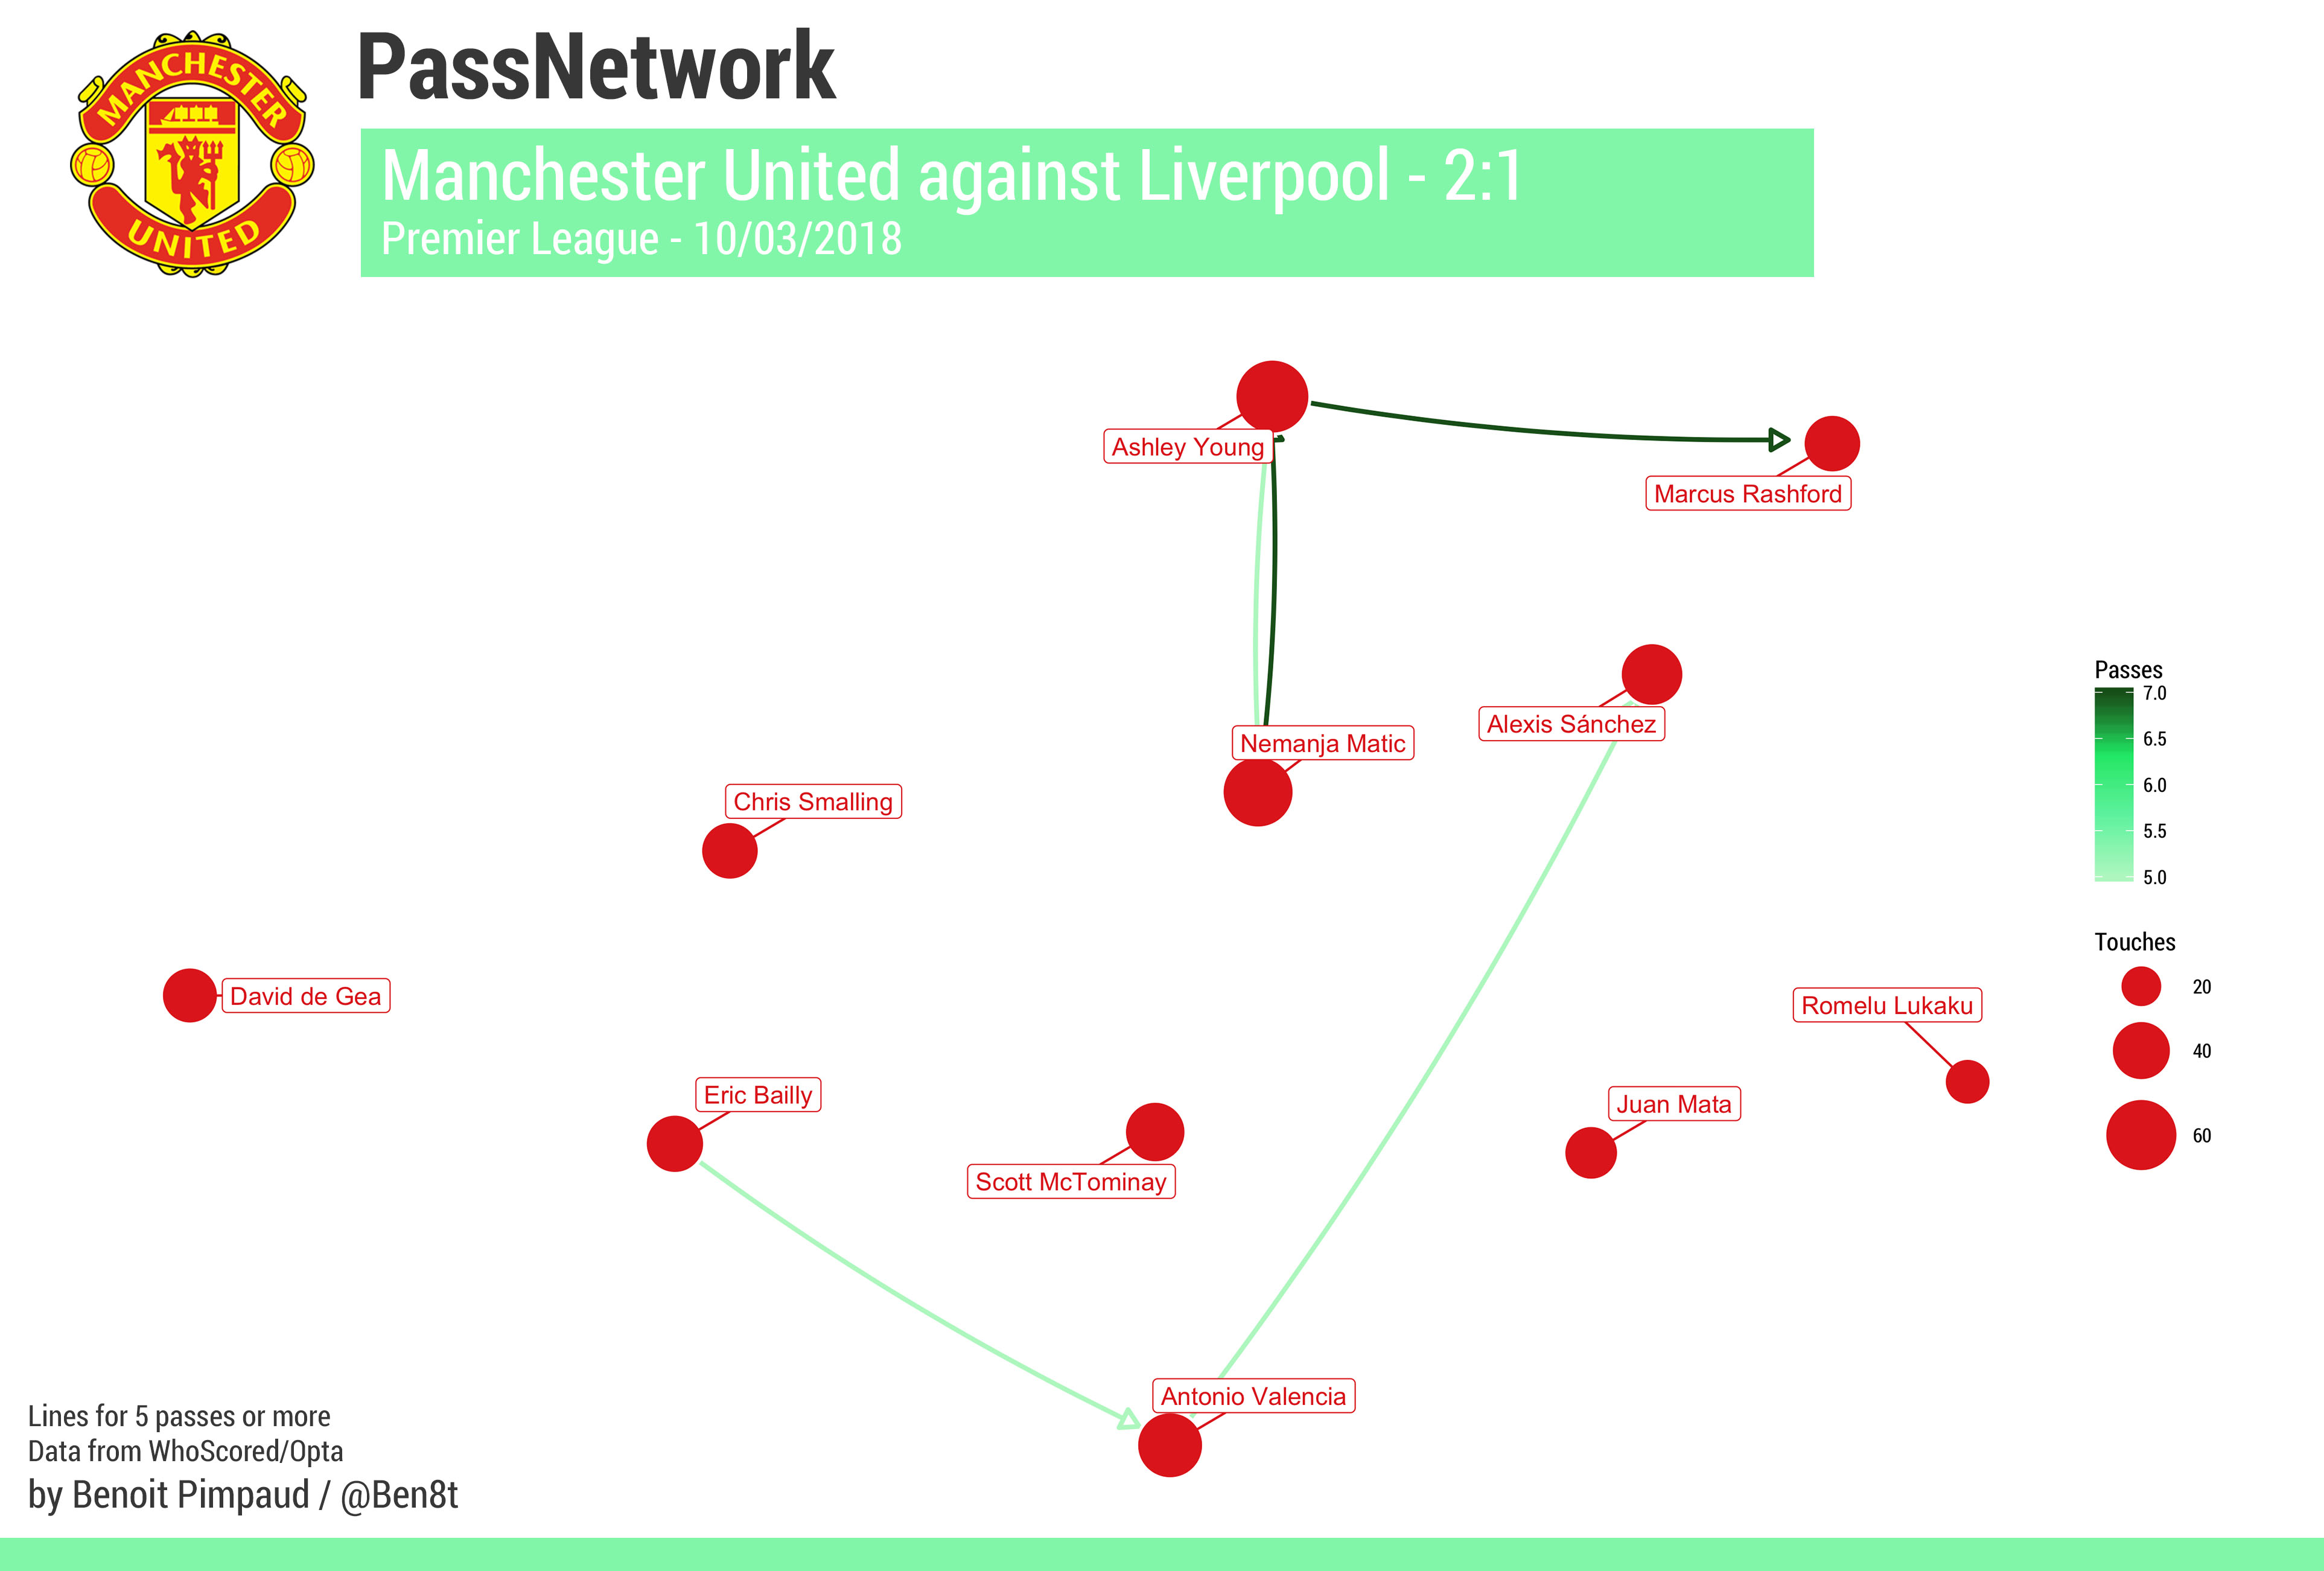 MANCHESTER
UNITED
PassNetwork
Manchester United against Liverpool - 2:1
Premier League - 10/03/2018
Ashley Young
Marcus Rashford
Alexis Sánchez
Nemanja Matic
Chris Smalling
David de Gea
Romelu Lukaku
Eric Bailly
Juan Mata
Scott McTominay
Antonio Valencia
Passes
7.0
6.5
6.0
5.5
5.0
Touches
20
40
60
Lines for 5 passes or more
Data from WhoScored/Opta
by Benoit Pimpaud / @Ben8t